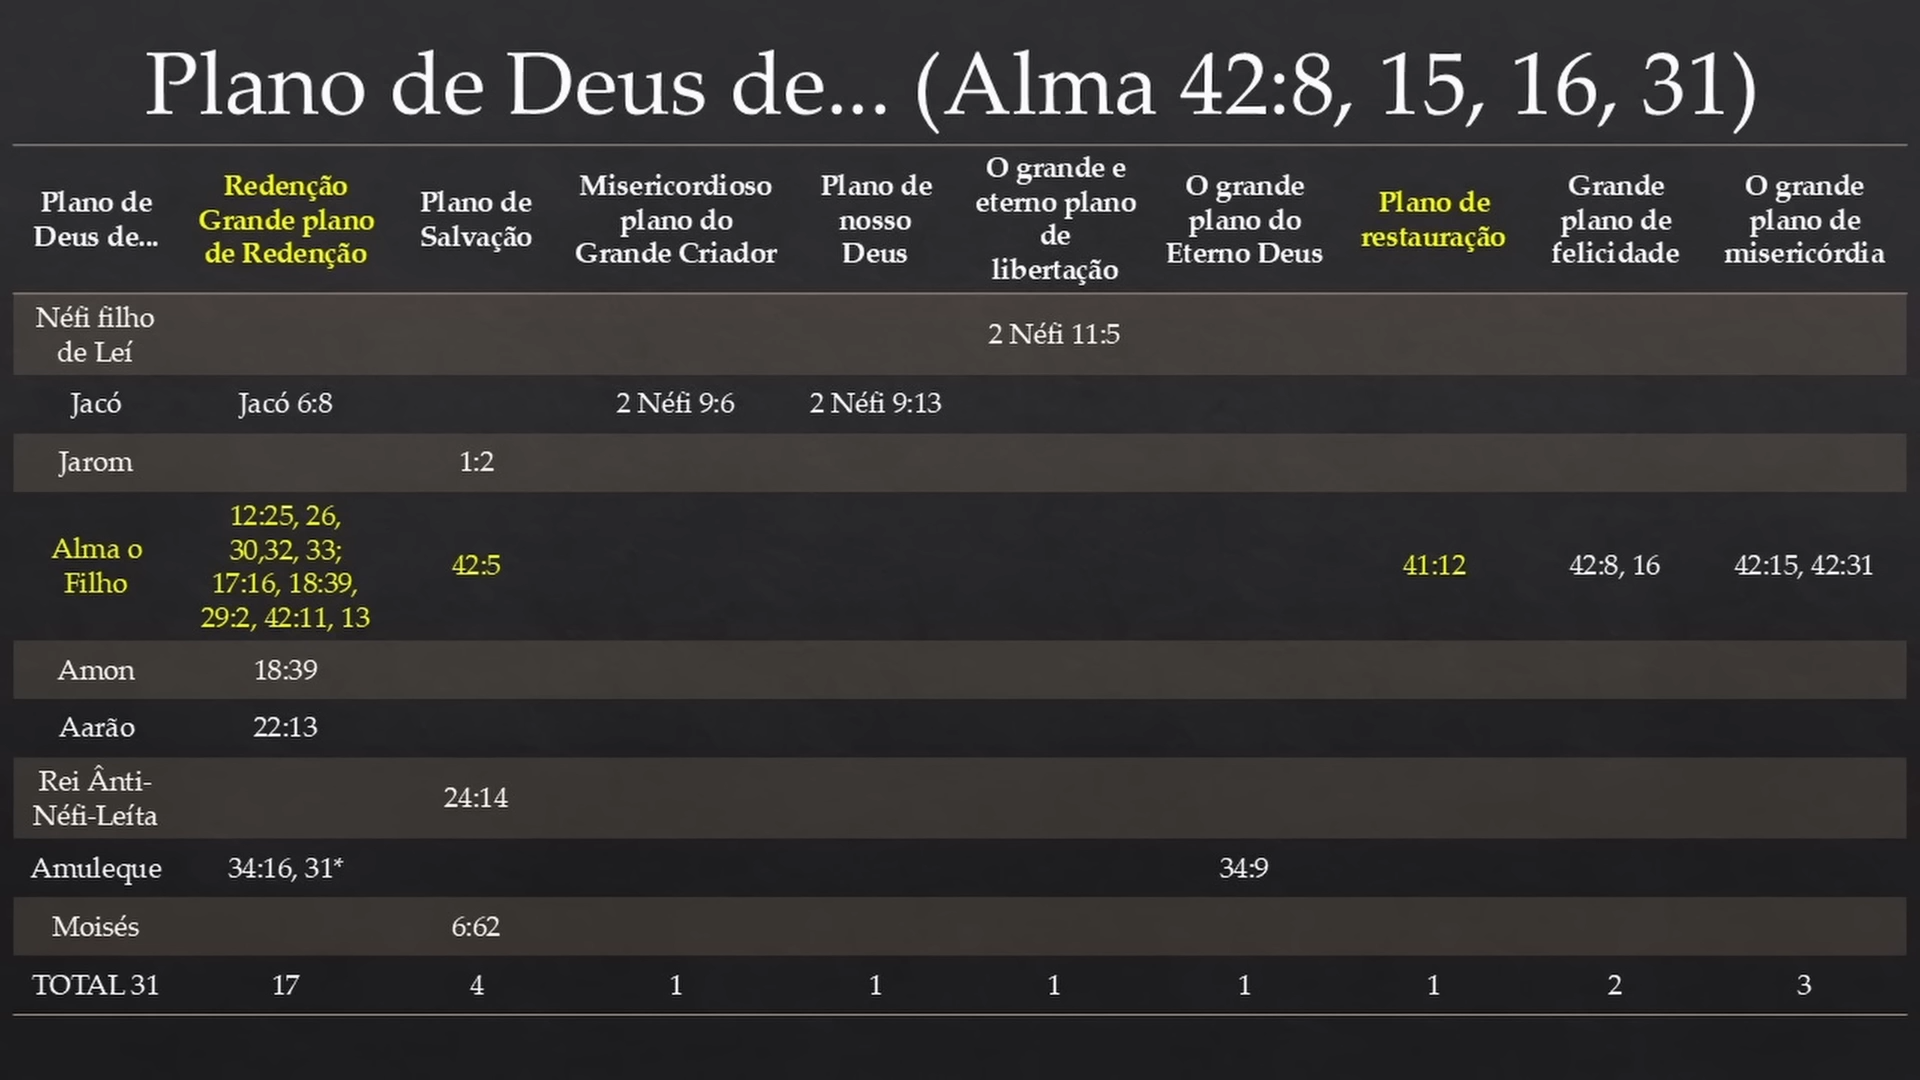 Plano de Deus de... (Alma 42:8, 15, 16, 31)
Plano de
Deus de...
Redenção
Grande plano
de Redenção
Plano de
Salvação
Misericordioso
plano do
Grande Criador
Plano de
nosso
Deus
O grande e
eterno plano
de
libertação
O grande
plano do
Eterno Deus
Plano de
restauração
Grande
plano de
felicidade
O grande
plano de
misericórdia
Néfi filho
de Leí
2 Néfi 11:5
Jacó
Jacó 6:8
2 Néfi 9:6
2 Néfi 9:13
Jarom
1:2
Alma o
Filho
12:25, 26,
30,32, 33;
17:16, 18:39,
29:2, 42:11, 13
42:5
41:12
42:8, 16
42:15, 42:31
Amon
18:39
Aarão
22:13
Rei Ânti-
Néfi-Leíta
24:14
Amuleque
34:16, 31*
34:9
Moisés
6:62
TOTAL 31
17
4
1
1
1
1
1
2
3